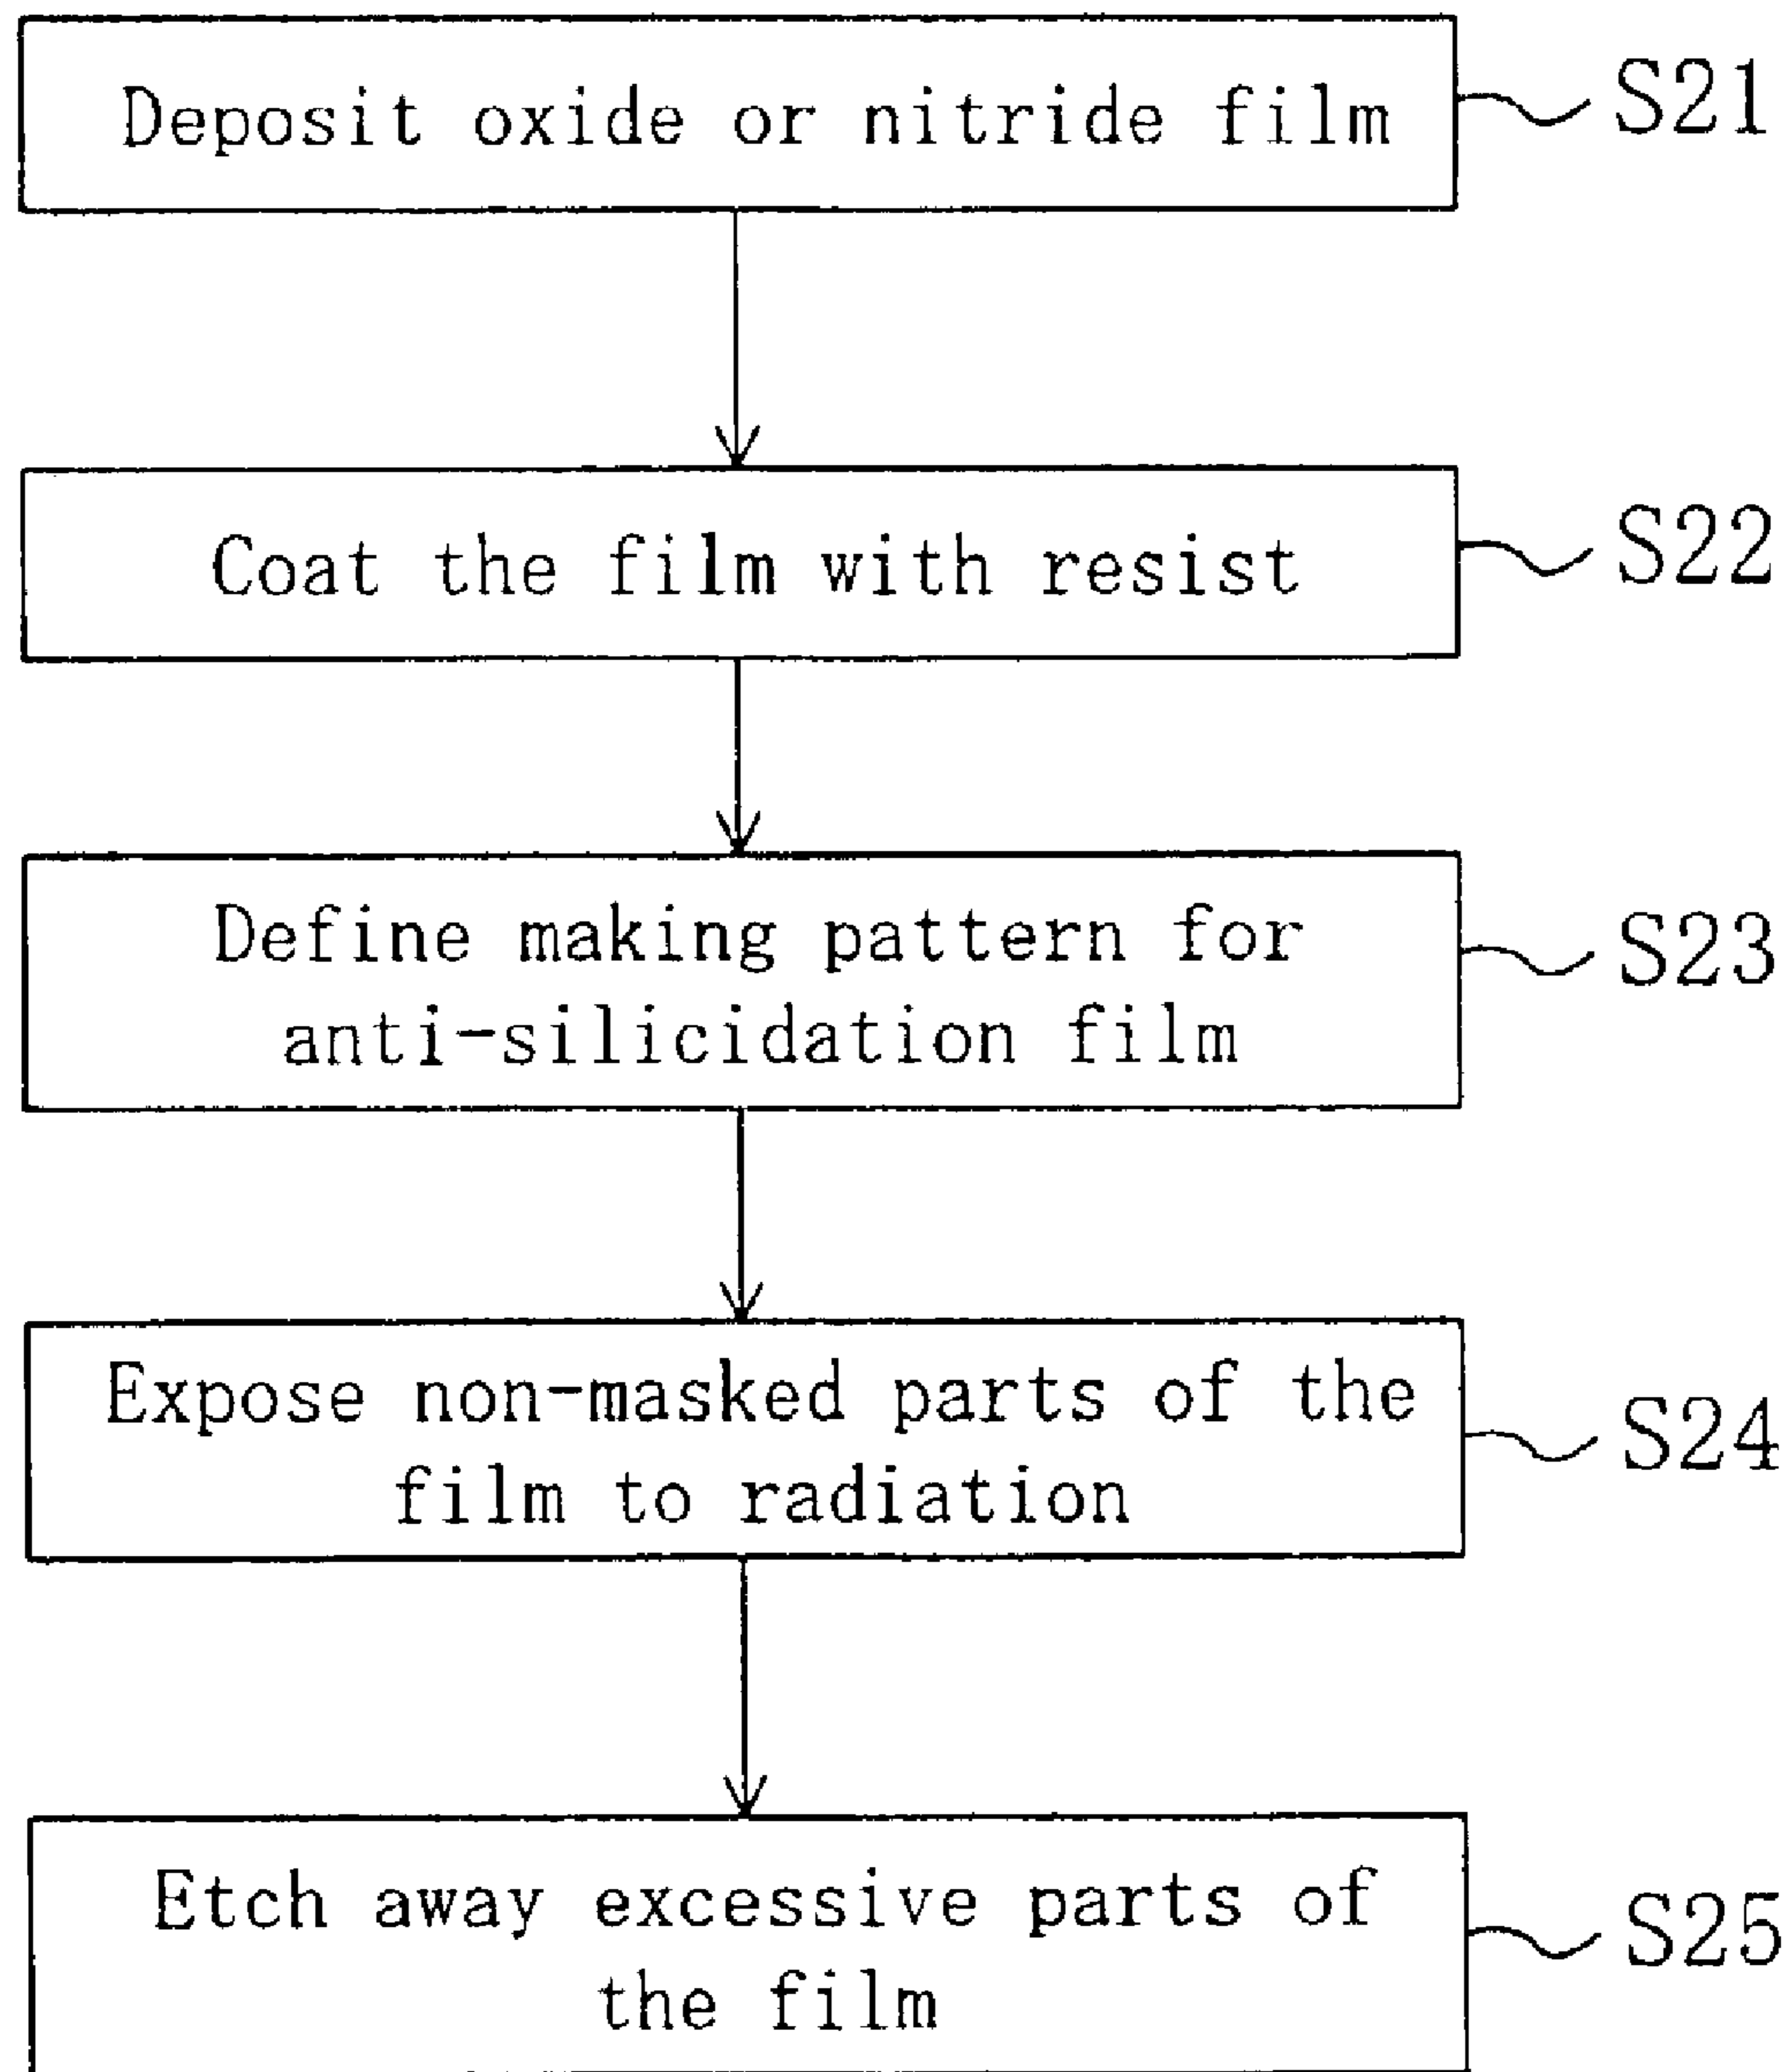 Deposit oxide or nitride film
S21
Coat the film with resist
S22
Define making pattern for
anti-silicidation film
S23
Expose non-masked parts of the
film to radiation
S24
Etch away excessive parts of
the film
S25